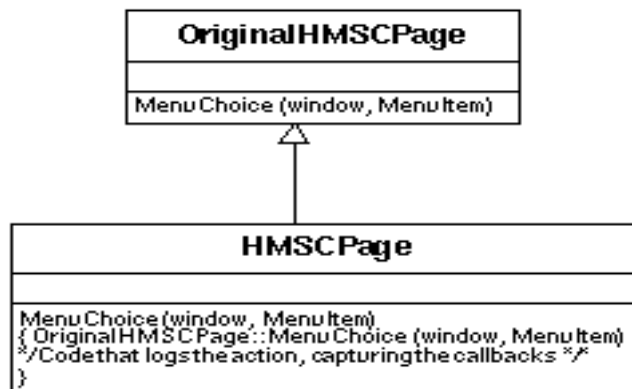 OriginalHMSCPage
MenuChoice (window, MenuItem)
HMSCPage
MenuChoice (window, MenuItem)
{ OriginalHMSCPage::MenuChoice (window, MenuItem)
*/Code that logs the action, capturing the callbacks */*
}